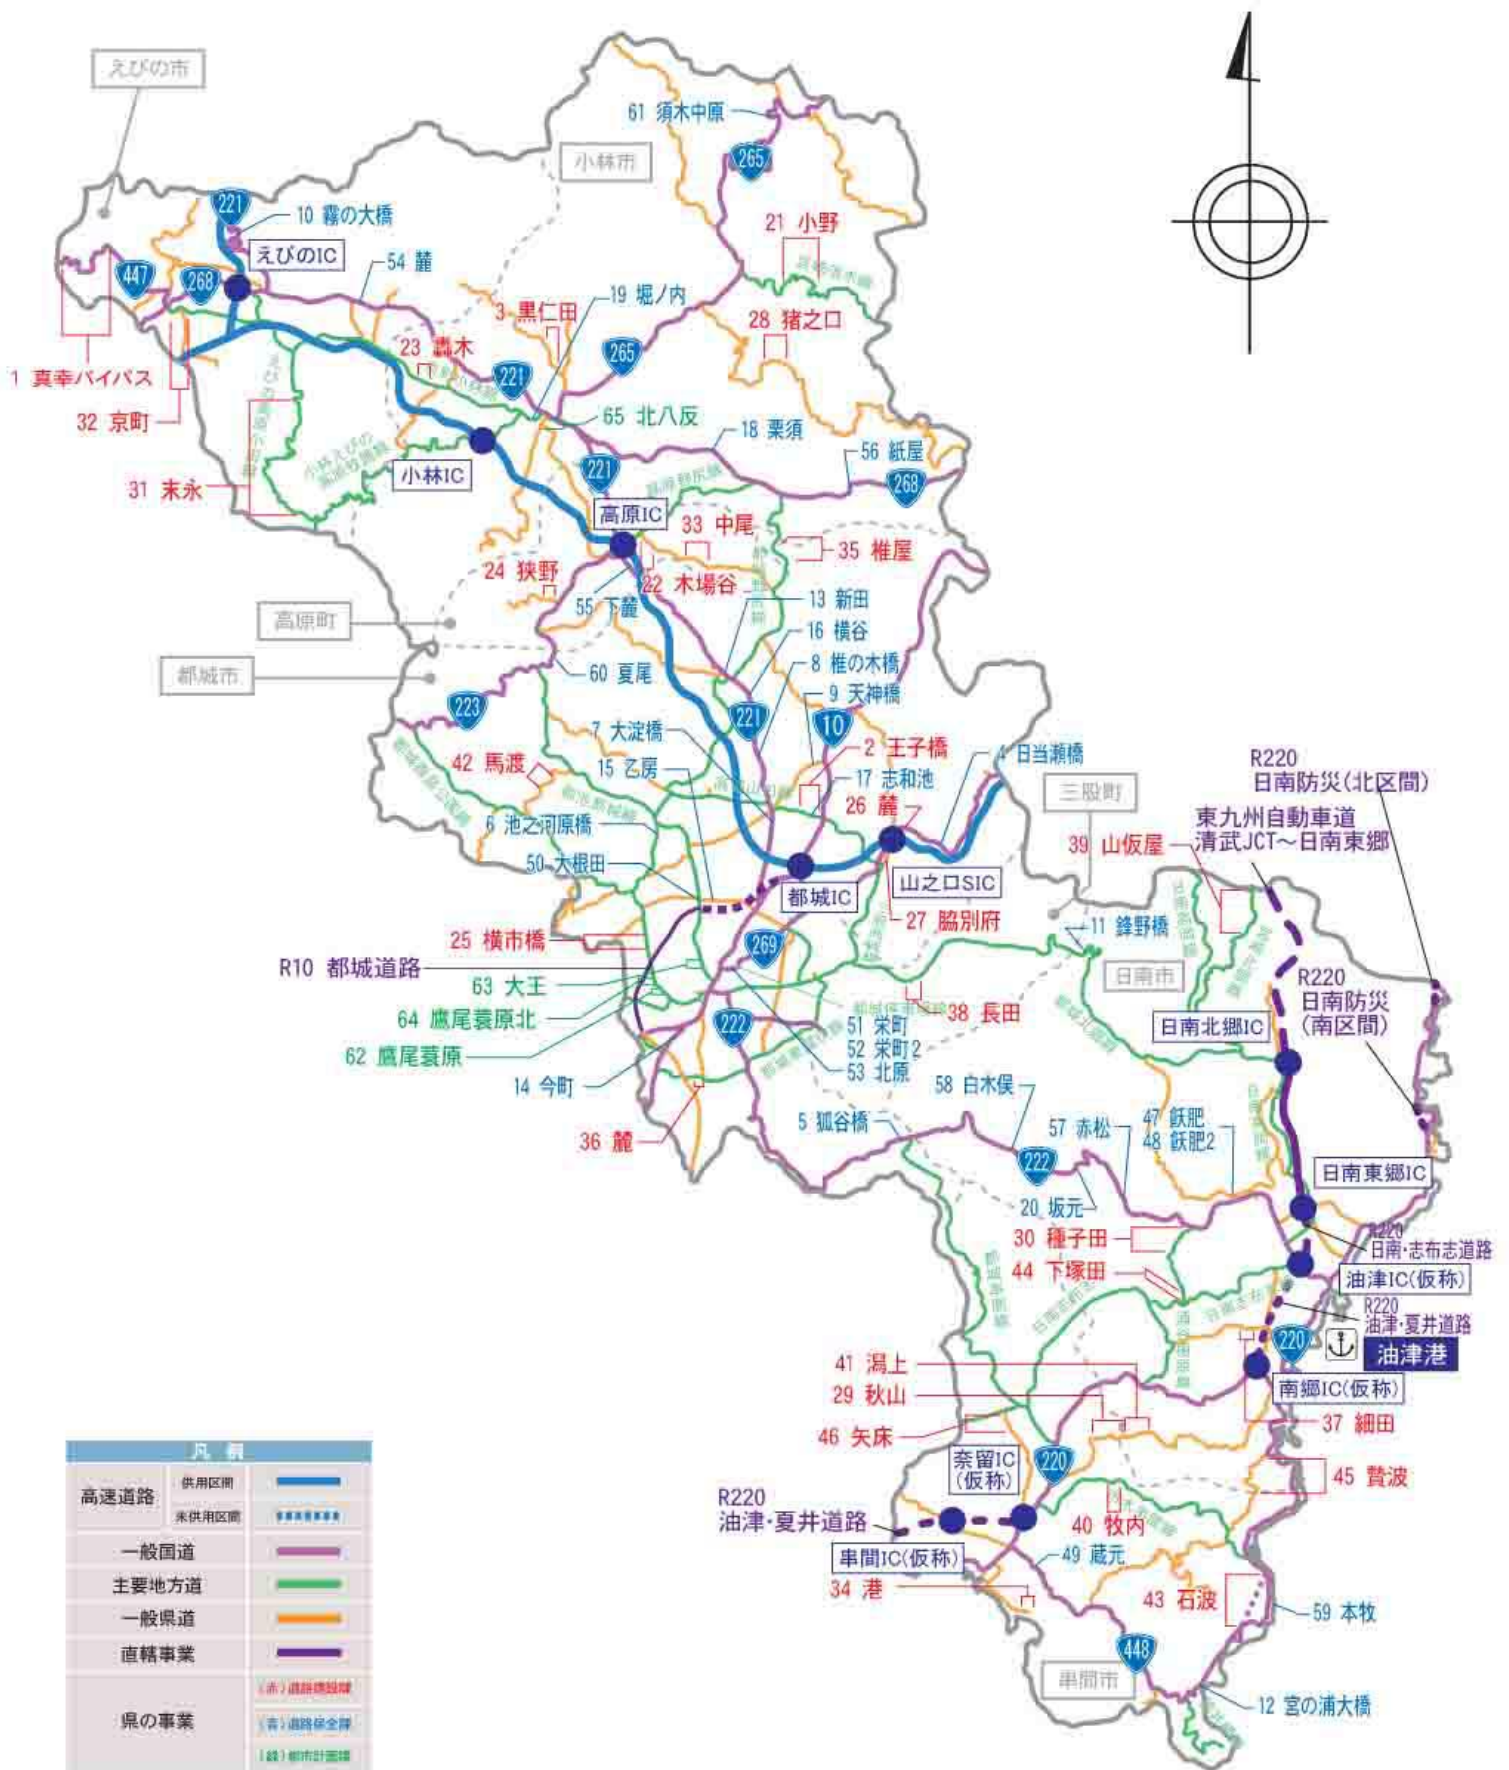 えびの市
61 須木中原
小林市
265
221
10 霧の大橋
21 小野
えびのIC
447
268
54 麓
19 堀ノ内
3 黒仁田
28 猪之口
23 轟木
265
221
1 真幸バイパス
32 京町
65 北八反
18 栗須
56 紙屋
小林IC
221
268
31 末永
高原IC
33 中尾
35 椎屋
24 狭野
22 木場谷
55 下麓
13 新田
高原町
16 横谷
都城市
8 椎の木橋
60 夏尾
9 天神橋
223
221
10
7 大淀橋
2 王子橋
4 日当瀬橋
R220
日南防災(北区間)
42 馬渡
15 乙房
17 志和池
三股町
26 麓
東九州自動車道
清武JCT~日南東郷
6 池之河原橋
39 山仮屋
50 大根田
都城IC
山之口SIC
27 脇別府
11 鋒野橋
25 横市橋
269
R10 都城道路
日南市
R220
日南防災
(南区間)
63 大王
64 鷹尾蓑原北
38 長田
222
51 栄町
52 栄町2
53 北原
日南北郷IC
62 鷹尾蓑原
14 今町
58 白木俣
5 狐谷橋
57 赤松
47 飫肥
48 飫肥2
36 麓
222
日南東郷IC
20 坂元
30 種子田
R220
日南・志布志道路
44 下塚田
油津IC(仮称)
R220
油津・夏井道路
220
油津港
41 潟上
南郷IC(仮称)
29 秋山
37 細田
46 矢床
奈留IC
(仮称)
220
45 贄波
R220
油津・夏井道路
40 牧内
串間IC(仮称)
49 蔵元
34 港
43 石波
59 本牧
448
串間市
12 宮の浦大橋
凡例
高速道路
供用区間
未供用区間
一般国道
主要地方道
一般県道
直轄事業
県の事業
(赤)道路建設課
(青)道路保全課
(緑)都市計画課